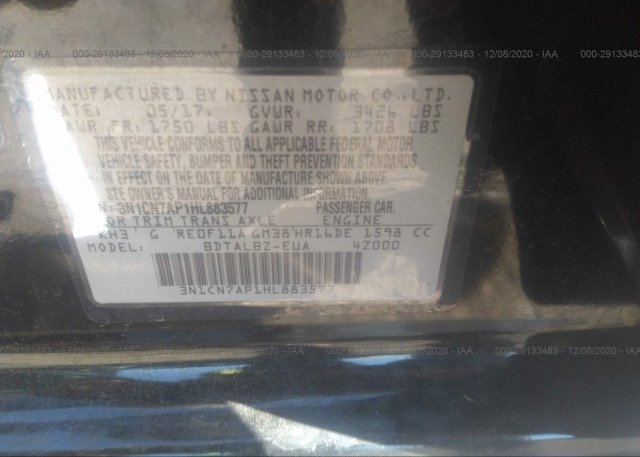 000-29133483 - 12/08/2020 - IAA
MANUFACTURED BY NISSAN MOTOR CO., LTD.
DATE: 05/17 GVWR: 3426 LBS
GAWR FR: 1750 LBS GAWR RR: 1708 LBS
THIS VEHICLE CONFORMS TO ALL APPLICABLE FEDERAL MOTOR
VEHICLE SAFETY, BUMPER AND THEFT PREVENTION STANDARDS
IN EFFECT ON THE DATE OF MANUFACTURE SHOWN ABOVE.
SEE OWNER'S MANUAL FOR ADDITIONAL INFORMATION.
3N1CN7AP1HL883577 PASSENGER CAR.
COLOR TRIM TRANS AXLE ENGINE
KH3 G RE0F11A GM38 HR16DE 1598 CC
MODEL: BDTALBZ-EUA 4Z000
3N1CN7AP1HL883577